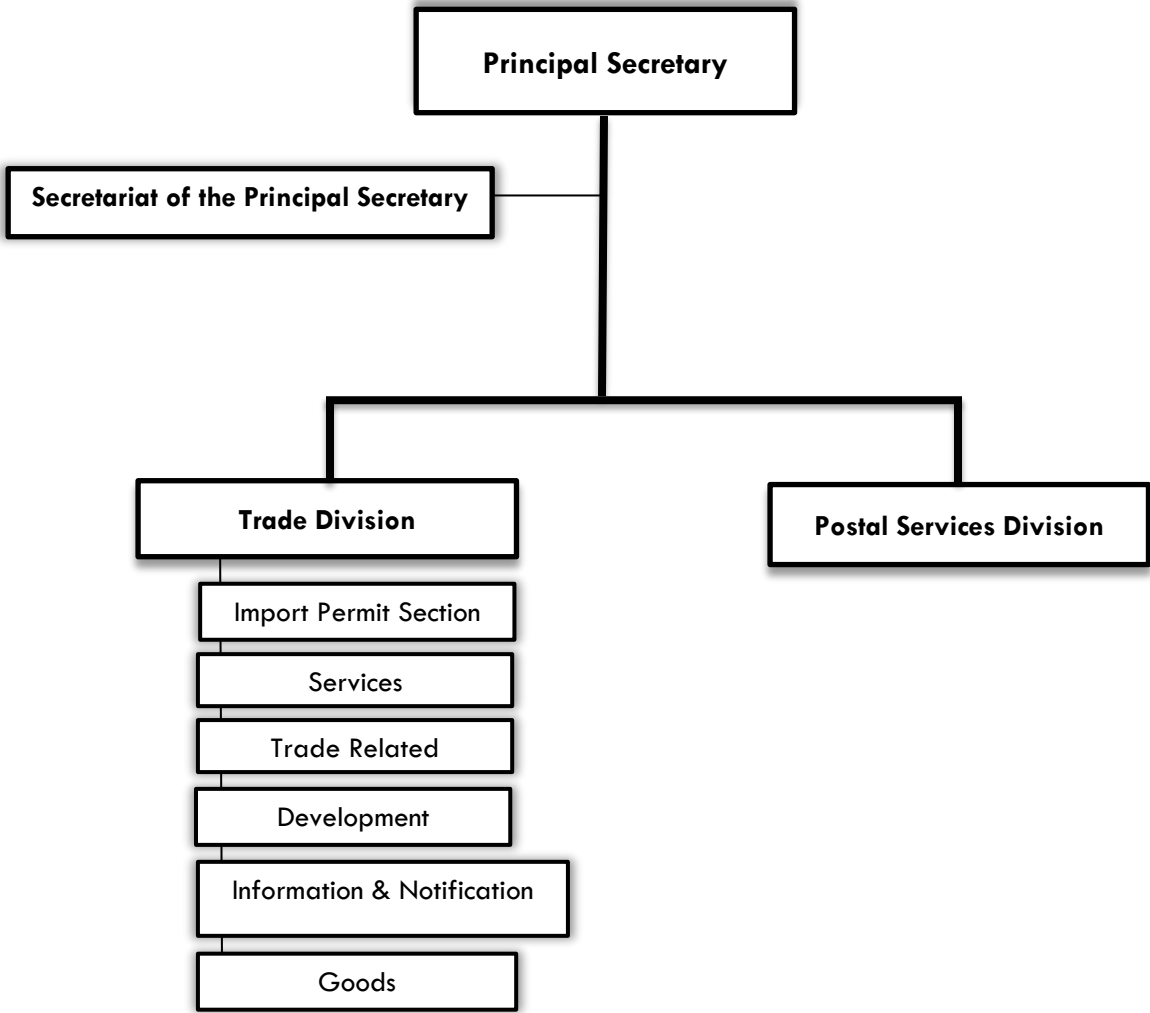 Principal Secretary
Secretariat of the Principal Secretary
Trade Division
Postal Services Division
Import Permit Section
Services
Trade Related
Development
Information & Notification
Goods